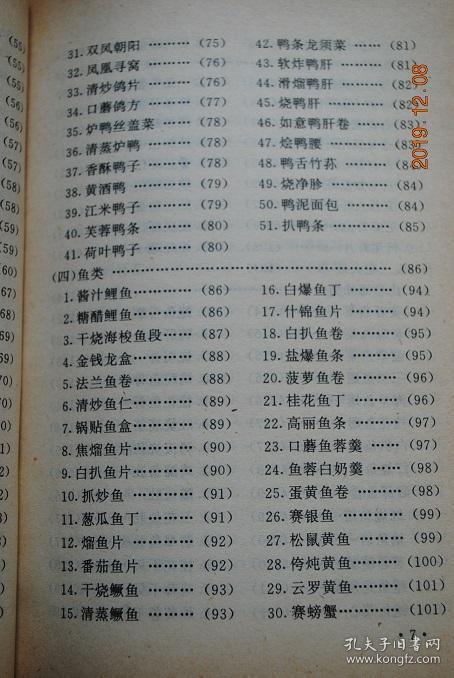 31.双凤朝阳 ………… (75)
32.凤凰寻窝 ………… (76)
33.清炒鸽片 ………… (76)
34.口蘑鸽方 ………… (77)
35.炉鸭丝盖菜 ……… (78)
36.清蒸炉鸭 ………… (78)
37.香酥鸭子 ………… (78)
38.黄酒鸭 …………… (79)
39.江米鸭子 ………… (79)
40.芙蓉鸭条 ………… (80)
41.荷叶鸭子 ………… (80)
42.鸭条龙须菜 ……… (81)
43.软炸鸭肝 ………… (81)
44.滑熘鸭肝 ………… (82)
45.烧鸭肝 …………… (82)
46.如意鸭肝卷 ……… (83)
47.烩鸭腰 …………… (83)
48.鸭舌竹荪 …………
49.烧净胗 …………… (84)
50.鸭泥面包 ………… (84)
51.扒鸭条 …………… (85)
(四)鱼类 ………………………………………… (86)
1.酱汁鲤鱼 ………… (86)
2.糖醋鲤鱼 ………… (86)
3.干烧海梭鱼段 …… (87)
4.金钱龙盒 ………… (88)
5.法兰鱼卷 ………… (88)
6.清炒鱼仁 ………… (89)
7.锅贴鱼盒 ………… (89)
8.焦熘鱼片 ………… (90)
9.白扒鱼片 ………… (90)
10.抓炒鱼 …………… (91)
11.葱瓜鱼丁 ………… (91)
12.熘鱼片 …………… (92)
13.番茄鱼片 ………… (92)
14.干烧鳜鱼 ………… (93)
15.清蒸鳜鱼 ………… (93)
16.白爆鱼丁 ………… (94)
17.什锦鱼片 ………… (94)
18.白扒鱼卷 ………… (95)
19.盐爆鱼条 ………… (95)
20.菠萝鱼卷 ………… (96)
21.桂花鱼丁 ………… (96)
22.高丽鱼条 ………… (97)
23.口蘑鱼蓉羹 ……… (97)
24.鱼蓉白奶羹 ……… (98)
25.蛋黄鱼卷 ………… (98)
26.赛银鱼 …………… (99)
27.松鼠黄鱼 ………… (99)
28.侉炖黄鱼 ………… (100)
29.云罗黄鱼 ………… (101)
30.赛螃蟹 …………… (101)
·7·
(55)
(55)
(56)
(56)
(57)
(57)
(58)
(58)
(59)
(59)
2019.12.08
孔夫子旧书网